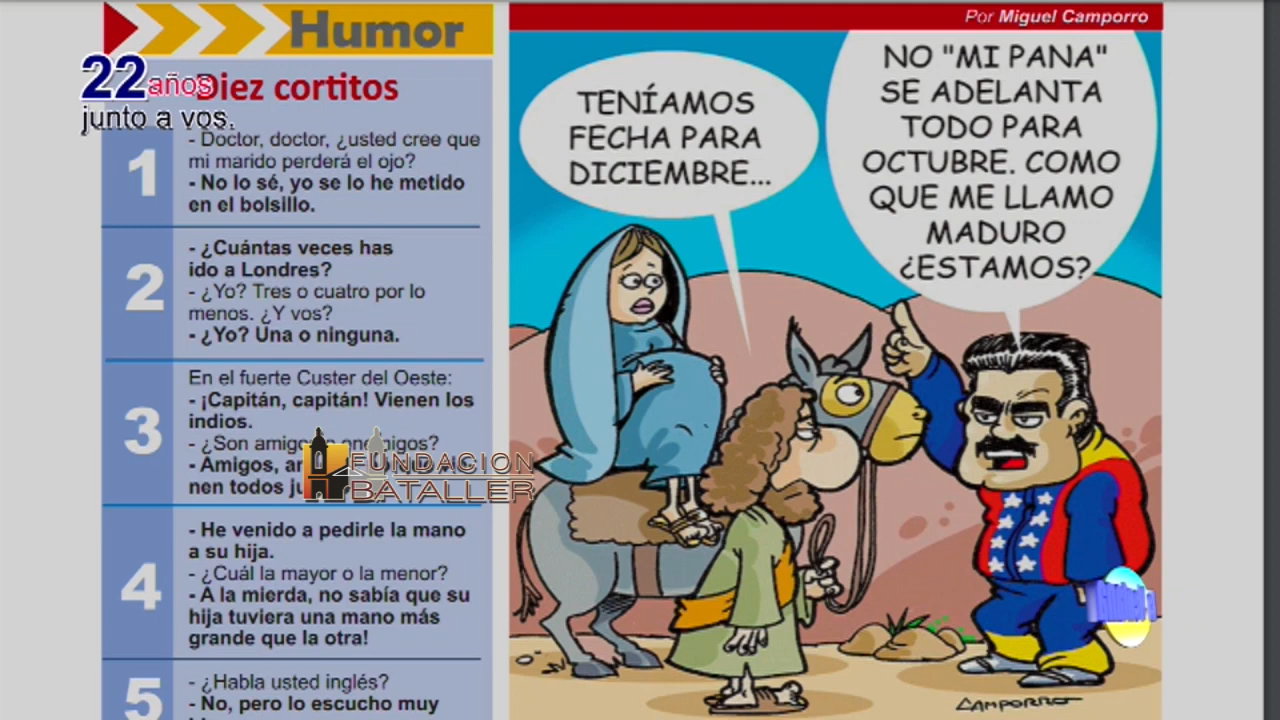 Humor
Por Miguel Camporro
22 años
junto a vos.
Diez cortitos
1
- Doctor, doctor, ¿usted cree que
mi marido perderá el ojo?
- No lo sé, yo se lo he metido
en el bolsillo.
2
- ¿Cuántas veces has
ido a Londres?
- ¿Yo? Tres o cuatro por lo
menos. ¿Y vos?
- ¿Yo? Una o ninguna.
3
En el fuerte Custer del Oeste:
- ¡Capitán, capitán! Vienen los
indios.
- ¿Son amigos o enemigos?
- Amigos,
nen todos
4
- He venido a pedirle la mano
a su hija.
- ¿Cuál la mayor o la menor?
- A la mierda, no sabía que su
hija tuviera una mano más
grande que la otra!
5
- ¿Habla usted inglés?
- No, pero lo escucho muy
FUNDACION
BATALLER
TENÍAMOS
FECHA PARA
DICIEMBRE...
NO "MI PANA"
SE ADELANTA
TODO PARA
OCTUBRE. COMO
QUE ME LLAMO
MADURO
¿ESTAMOS?
CAMPORRO